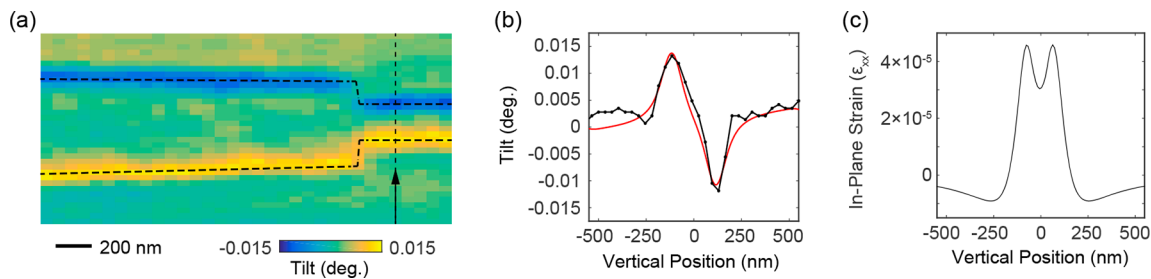 (a)
200 nm
-0.015
0.015
Tilt (deg.)
(b)
Tilt (deg.)
0.015
0.01
0.005
0
-0.005
-0.01
-0.015
-500 -250 0 250 500
Vertical Position (nm)
(c)
In-Plane Strain (εxx)
4×10-5
2×10-5
0
-500 -250 0 250 500
Vertical Position (nm)